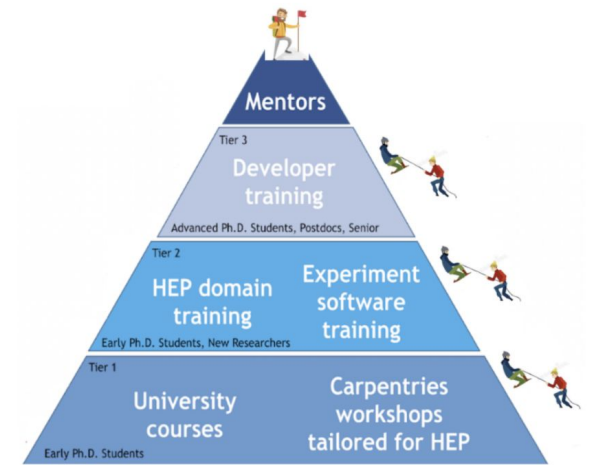 Mentors
Tier 3
Developer
training
Advanced Ph.D. Students, Postdocs, Senior
Tier 2
HEP domain
training
Experiment
software
training
Early Ph.D. Students, New Researchers
Tier 1
University
courses
Carpentries
workshops
tailored for HEP
Early Ph.D. Students